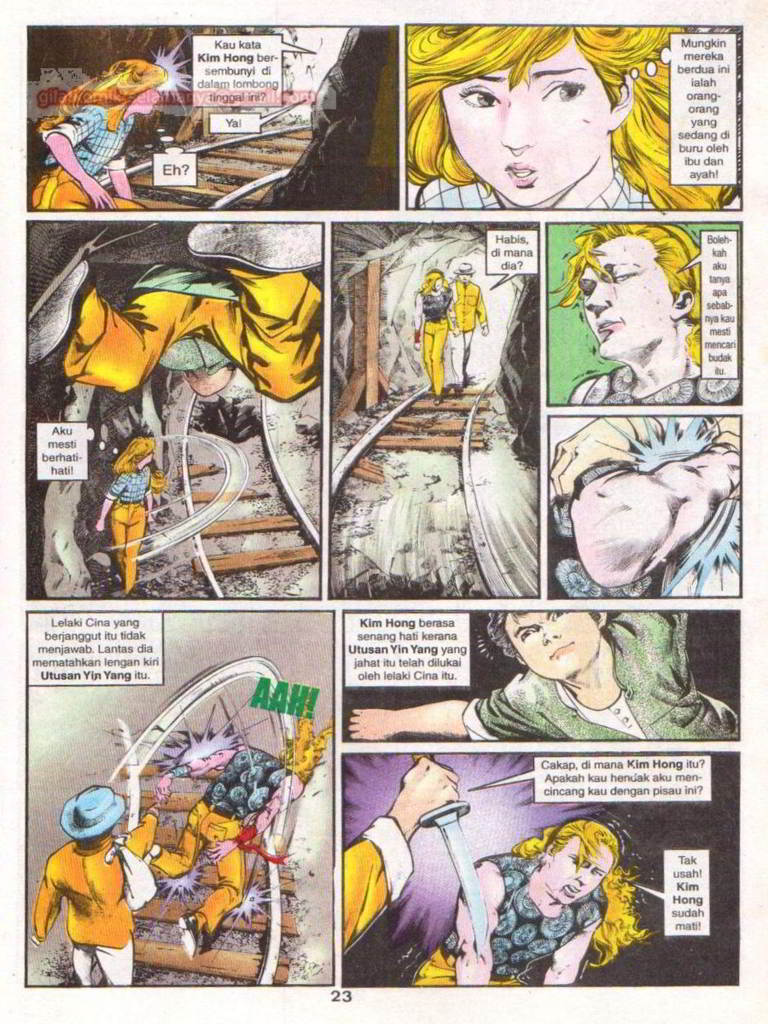 Kau kata
Kim Hong ber-
sembunyi di
dalam lombong
tinggal ini?
Ya!
Eh?
Mungkin
mereka
berdua ini
ialah
orang-
orang
yang
sedang di
buru oleh
ibu dan
ayah!
Aku
mesti
berhati-
hati!
Habis,
di mana
dia?
Boleh-
kah
aku
tanya
apa
sebab-
nya kau
mesti
mencari
budak
itu.
Lelaki Cina yang
berjanggut itu tidak
menjawab. Lantas dia
mematahkan lengan kiri
Utusan Yin Yang itu.
AAH!
Kim Hong berasa
senang hati kerana
Utusan Yin Yang yang
jahat itu telah dilukai
oleh lelaki Cina itu.
Cakap, di mana Kim Hong itu?
Apakah kau hendak aku men-
cincang kau dengan pisau ini?
Tak
usah!
Kim
Hong
sudah
mati!
23